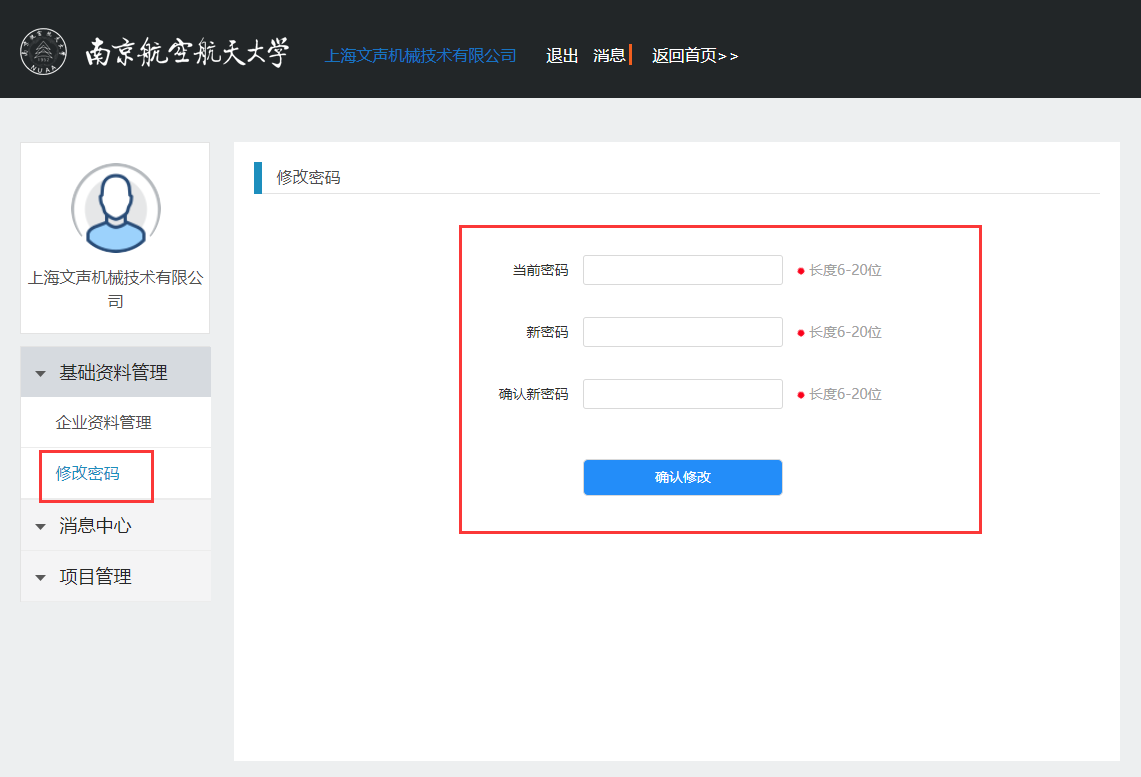 南京航空航天大学
NUAA
上海文声机械技术有限公司 退出 消息 返回首页>>
上海文声机械技术有限公
司
基础资料管理
企业资料管理
修改密码
消息中心
项目管理
修改密码
当前密码 长度6-20位
新密码 长度6-20位
确认新密码 长度6-20位
确认修改